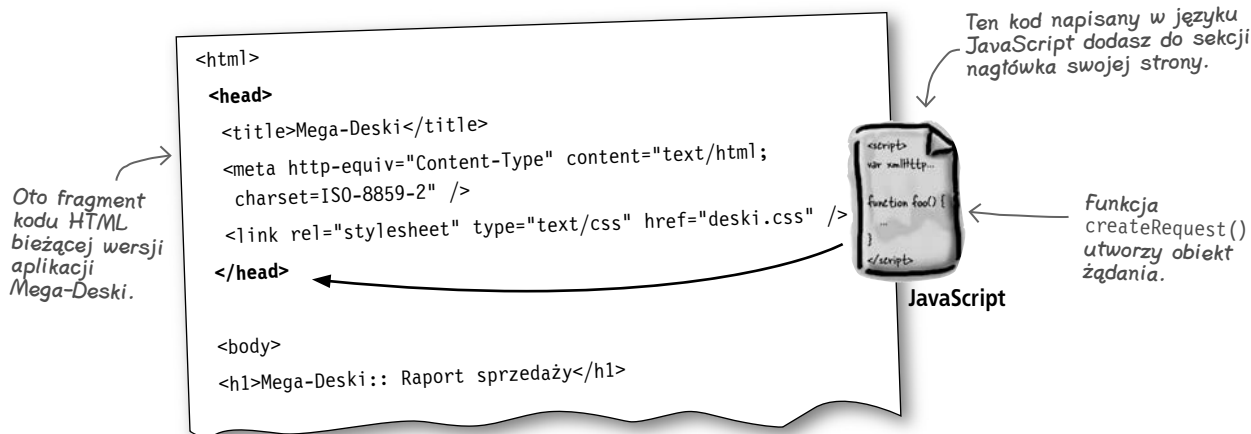 Ten kod napisany w języku
JavaScript dodasz do sekcji
nagłówka swojej strony.
<html>
<head>
<title>Mega-Deski</title>
<meta http-equiv="Content-Type" content="text/html;
charset=ISO-8859-2" />
<link rel="stylesheet" type="text/css" href="deski.css" />
</head>
<body>
<h1>Mega-Deski:: Raport sprzedaży</h1>
Oto fragment
kodu HTML
bieżącej wersji
aplikacji
Mega-Deski.
<script>
var xmlHttp...
function foo() {
...
}
</script>
JavaScript
Funkcja
createRequest()
utworzy obiekt
żądania.